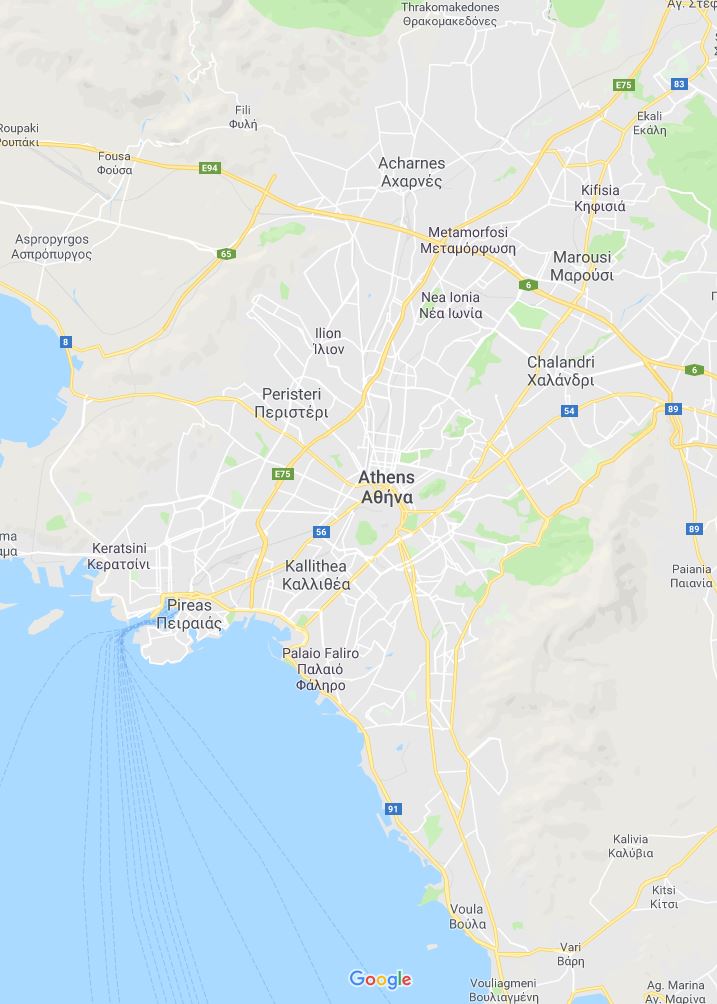 Thrakomakedones
Θρακομακεδόνες
Αγ. Στεφ
E75
83
Ekali
Εκάλη
Fili
Φυλή
Roupaki
Ρουπάκι
Fousa
Φούσα
E94
Acharnes
Αχαρνές
Kifisia
Κηφισιά
Aspropyrgos
Ασπρόπυργος
65
Metamorfosi
Μεταμόρφωση
Marousi
Μαρούσι
6
Nea Ionia
Νέα Ιωνία
8
Ilion
Ίλιον
Chalandri
Χαλάνδρι
6
Peristeri
Περιστέρι
54
89
E75
Athens
Αθήνα
56
89
Keratsini
Κερατσίνι
Kallithea
Καλλιθέα
Paiania
Παιανία
Pireas
Πειραιάς
Palaio Faliro
Παλαιό
Φάληρο
91
Kalivia
Καλύβια
Kitsi
Κίτσι
Voula
Βούλα
Vari
Βάρη
Google
Vouliagmeni
Βουλιαγμένη
Ag. Marina
Αγ. Μαρίνα